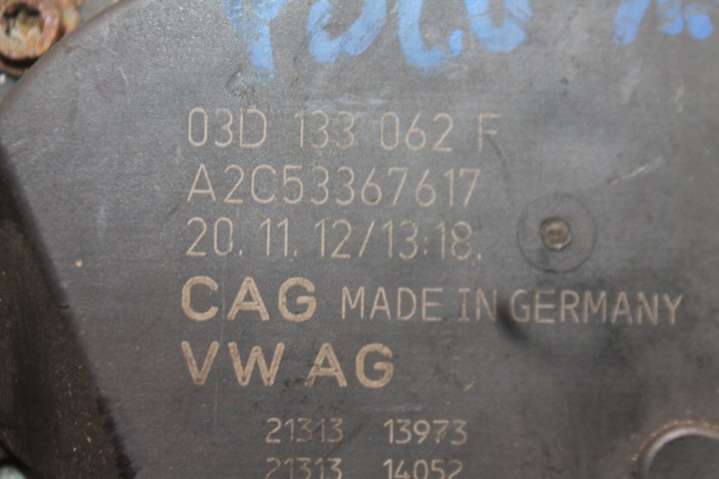 POLO
03D 133 062 F
A2C53367617
20.11.12/13:18.
CAG MADE IN GERMANY
VW AG
21313 13973
21313 14052